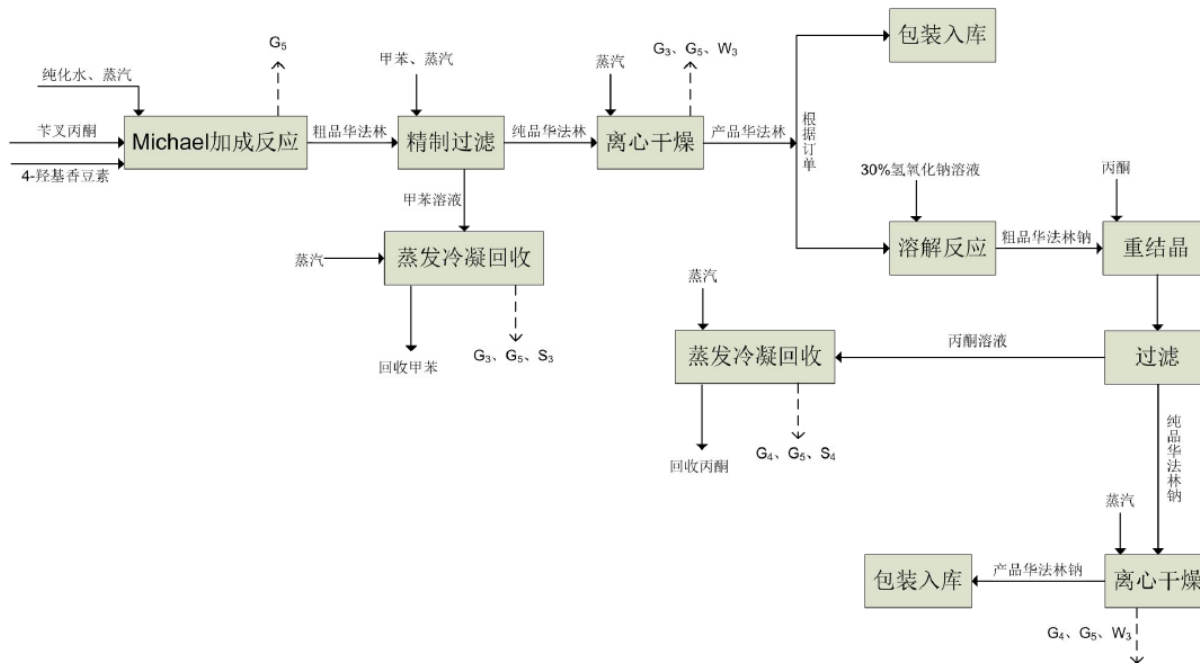 包装入库
G₅
G₃、G₅、W₃
纯化水、蒸汽
甲苯、蒸汽
蒸汽
苄叉丙酮
Michael加成反应
粗品华法林
精制过滤
纯品华法林
离心干燥
产品华法林
根据订单
4-羟基香豆素
30%氢氧化钠溶液
丙酮
甲苯溶液
蒸汽
蒸发冷凝回收
溶解反应
粗品华法林钠
重结晶
蒸汽
G₃、G₅、S₃
回收甲苯
蒸发冷凝回收
丙酮溶液
过滤
G₄、G₅、S₄
回收丙酮
纯品华法林钠
蒸汽
包装入库
产品华法林钠
离心干燥
G₄、G₅、W₃